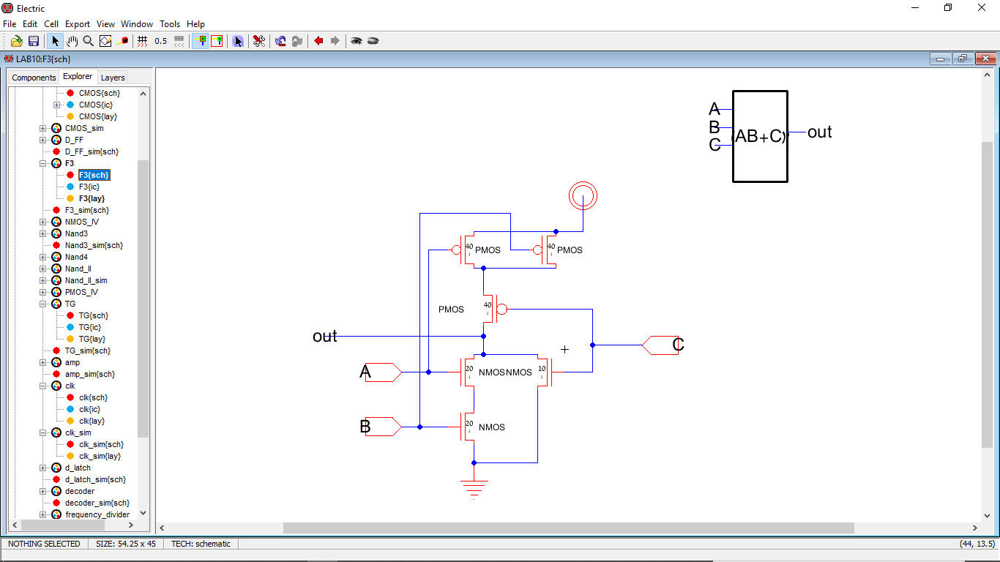 Electric
File Edit Cell Export View Window Tools Help
0.5
LAB10:F3{sch}
Components Explorer Layers
CMOS{sch}
CMOS{ic}
CMOS{lay}
CMOS_sim
D_FF
D_FF_sim{sch}
F3
F3{sch}
F3{ic}
F3{lay}
F3_sim{sch}
NMOS_IV
Nand3
Nand3_sim{sch}
Nand4
Nand_II
Nand_II_sim
PMOS_IV
TG
TG{sch}
TG{ic}
TG{lay}
TG_sim{sch}
amp
amp_sim{sch}
clk
clk{sch}
clk{ic}
clk{lay}
clk_sim
clk_sim{sch}
clk_sim{lay}
d_latch
d_latch_sim{sch}
decoder
decoder_sim{sch}
frequency_divider
A
B
C
(AB+C)
out
40 PMOS
40 PMOS
PMOS 40
out
C
A
20 NMOS
NMOS 10
B
20 NMOS
NOTHING SELECTED SIZE: 54.25 x 45 TECH: schematic (44, 13.5)